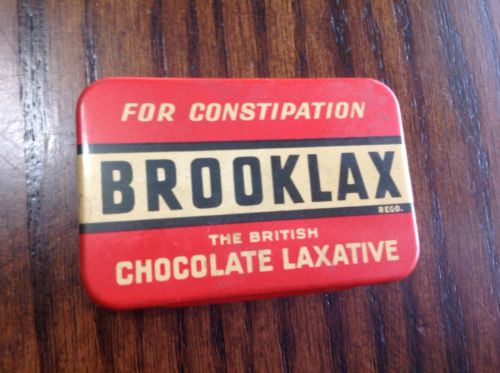 FOR CONSTIPATION
BROOKLAX
REGD.
THE BRITISH
CHOCOLATE LAXATIVE